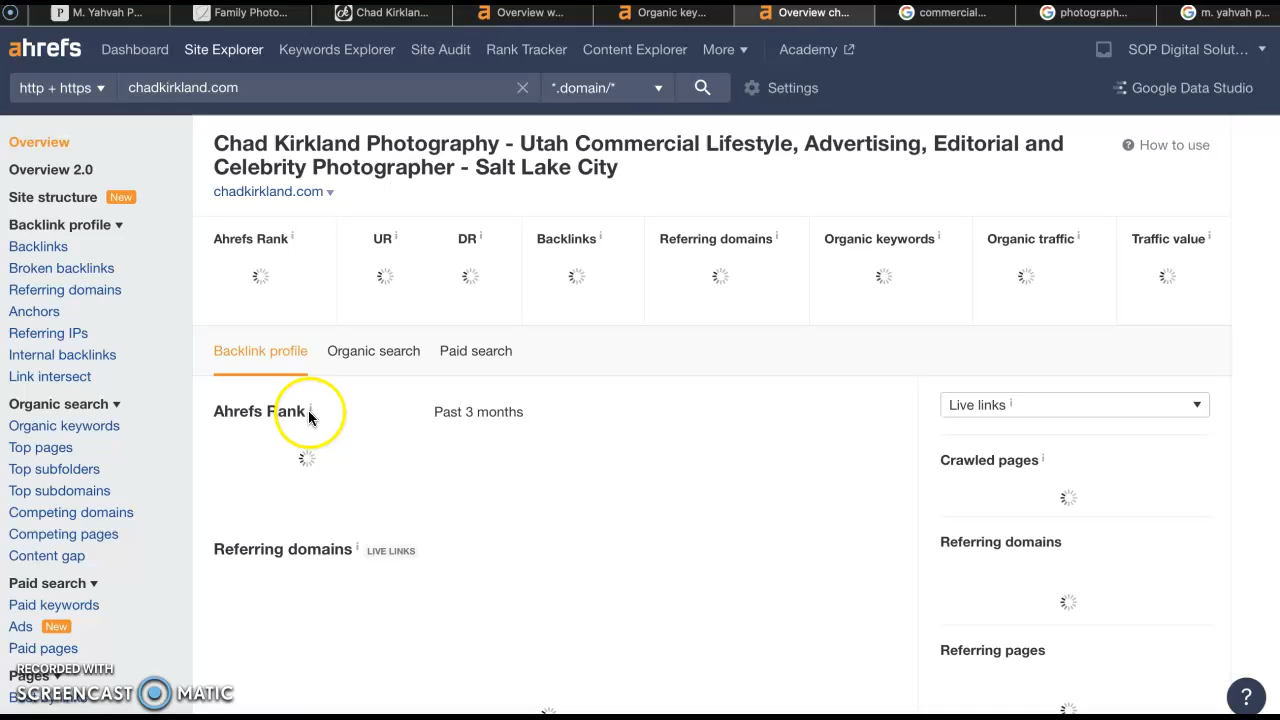 M. Yahvah P...
Family Photo...
Chad Kirklan...
Overview w...
Organic key...
Overview ch...
commercial...
photograph...
m. yahvah p...
ahrefs Dashboard Site Explorer Keywords Explorer Site Audit Rank Tracker Content Explorer More Academy SOP Digital Solut...
http + https chadkirkland.com *.domain/* Settings Google Data Studio
Overview
Overview 2.0
Site structure New
Backlink profile
Backlinks
Broken backlinks
Referring domains
Anchors
Referring IPs
Internal backlinks
Link intersect
Organic search
Organic keywords
Top pages
Top subfolders
Top subdomains
Competing domains
Competing pages
Content gap
Paid search
Paid keywords
Ads New
Paid pages
Pages
Chad Kirkland Photography - Utah Commercial Lifestyle, Advertising, Editorial and
Celebrity Photographer - Salt Lake City
How to use
chadkirkland.com
Ahrefs Rank UR DR Backlinks Referring domains Organic keywords Organic traffic Traffic value
Backlink profile Organic search Paid search
Ahrefs Rank Past 3 months
Live links
Crawled pages
Referring domains LIVE LINKS
Referring domains
Referring pages
RECORDED WITH
SCREENCAST MATIC
?